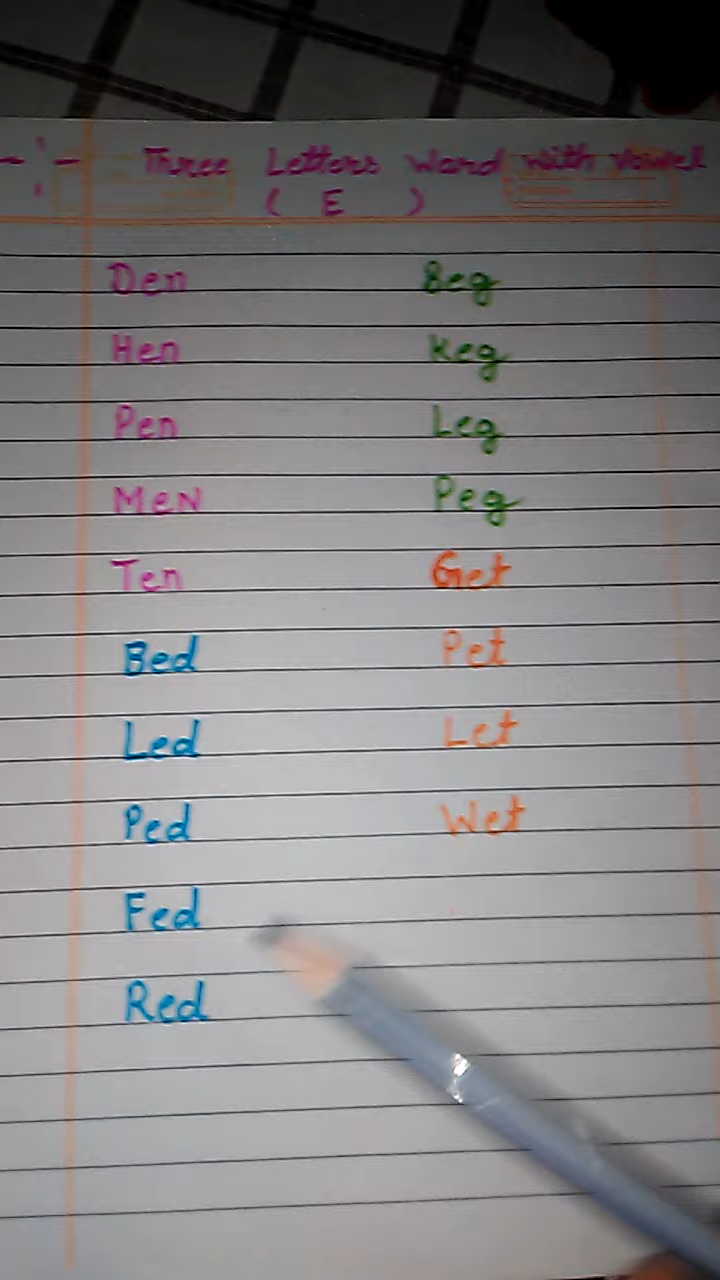 -:- Three Letters Word with Vowel
( E )
Den
Hen
Pen
MeN
Ten
Bed
Led
Ped
Fed
Red
Beg
Keg
Leg
Peg
Get
Pet
Let
Wet